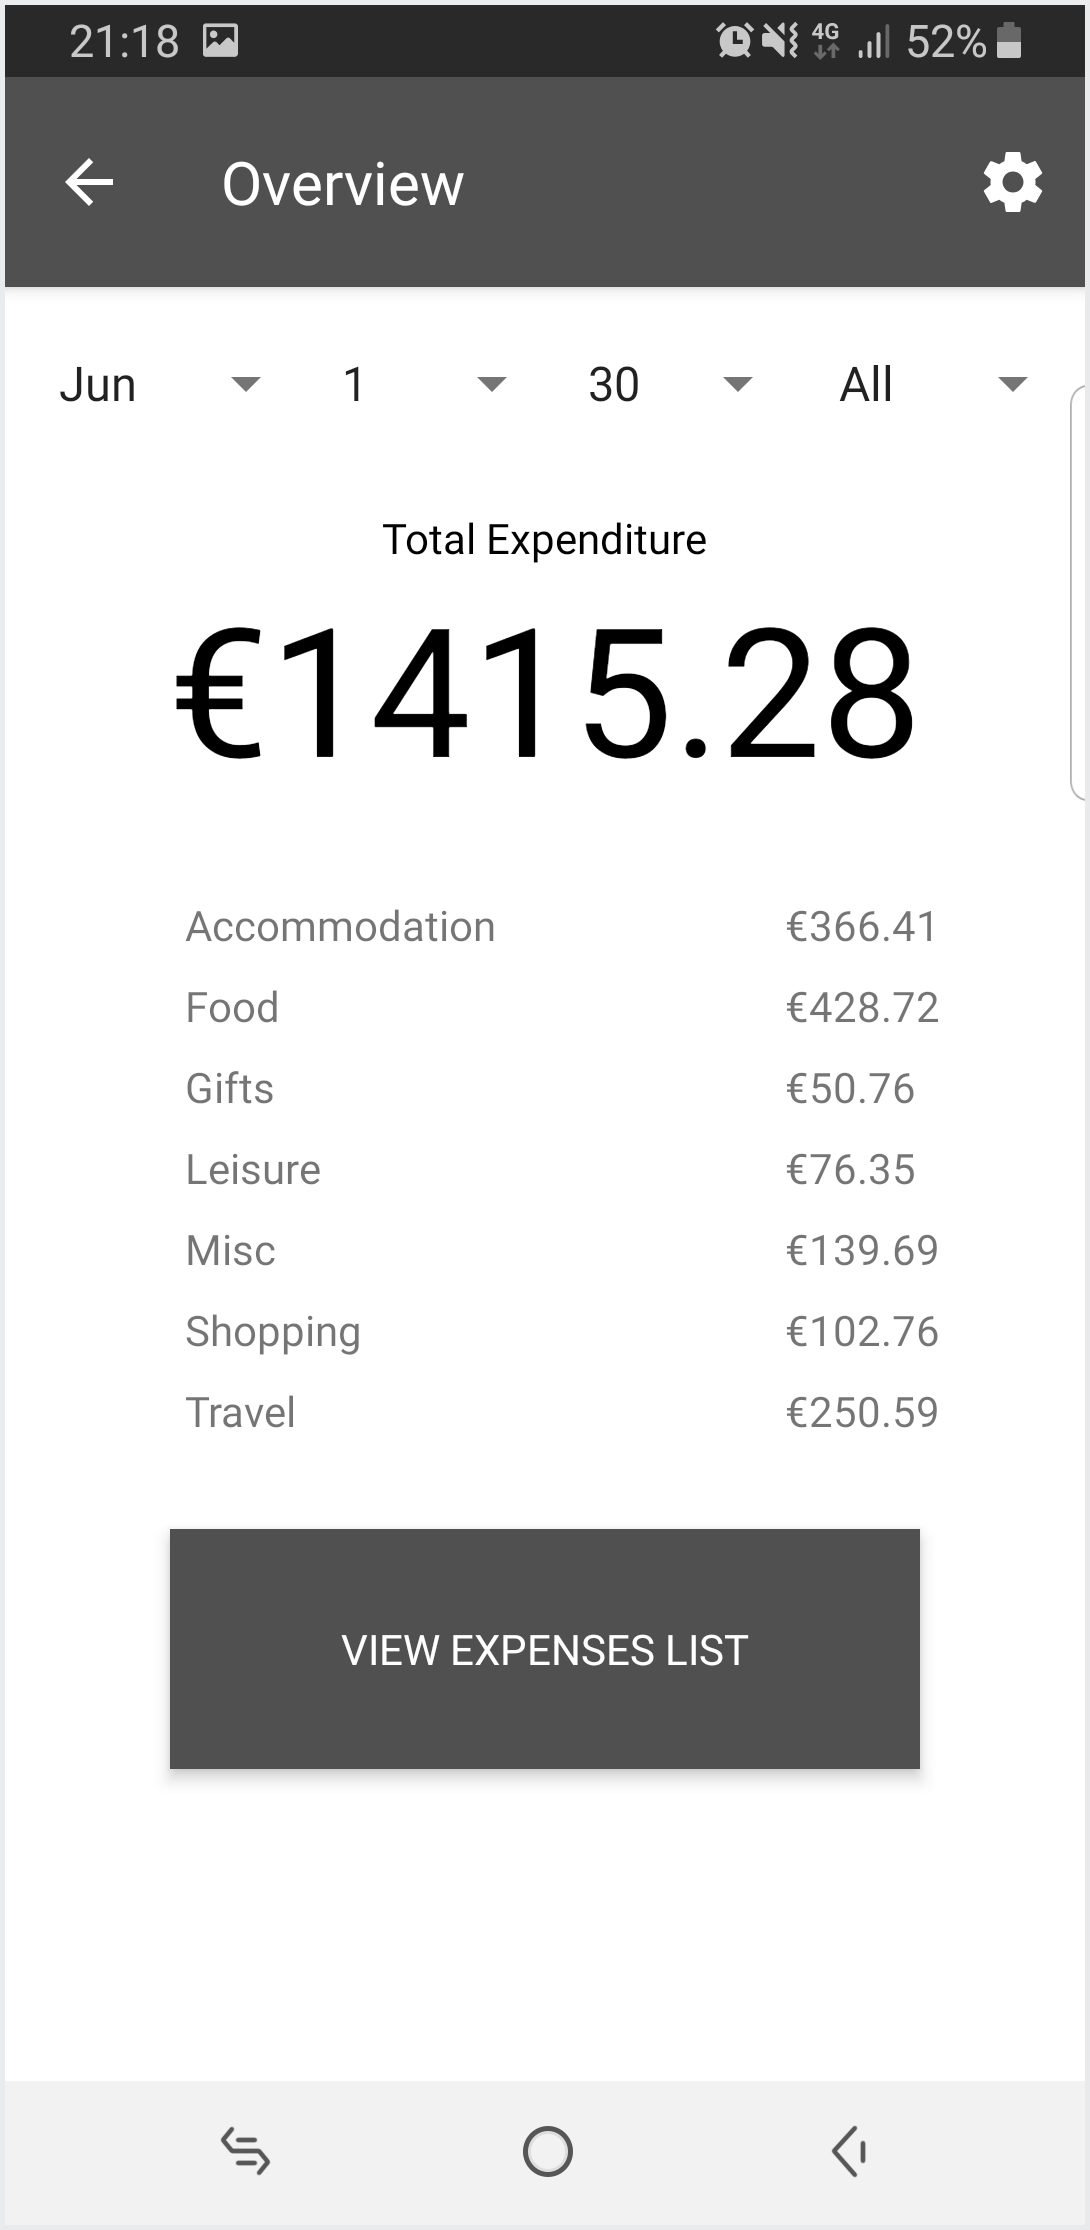 21:18 4G 52%
Overview
Jun 1 30 All
Total Expenditure
€1415.28
Accommodation €366.41
Food €428.72
Gifts €50.76
Leisure €76.35
Misc €139.69
Shopping €102.76
Travel €250.59
VIEW EXPENSES LIST